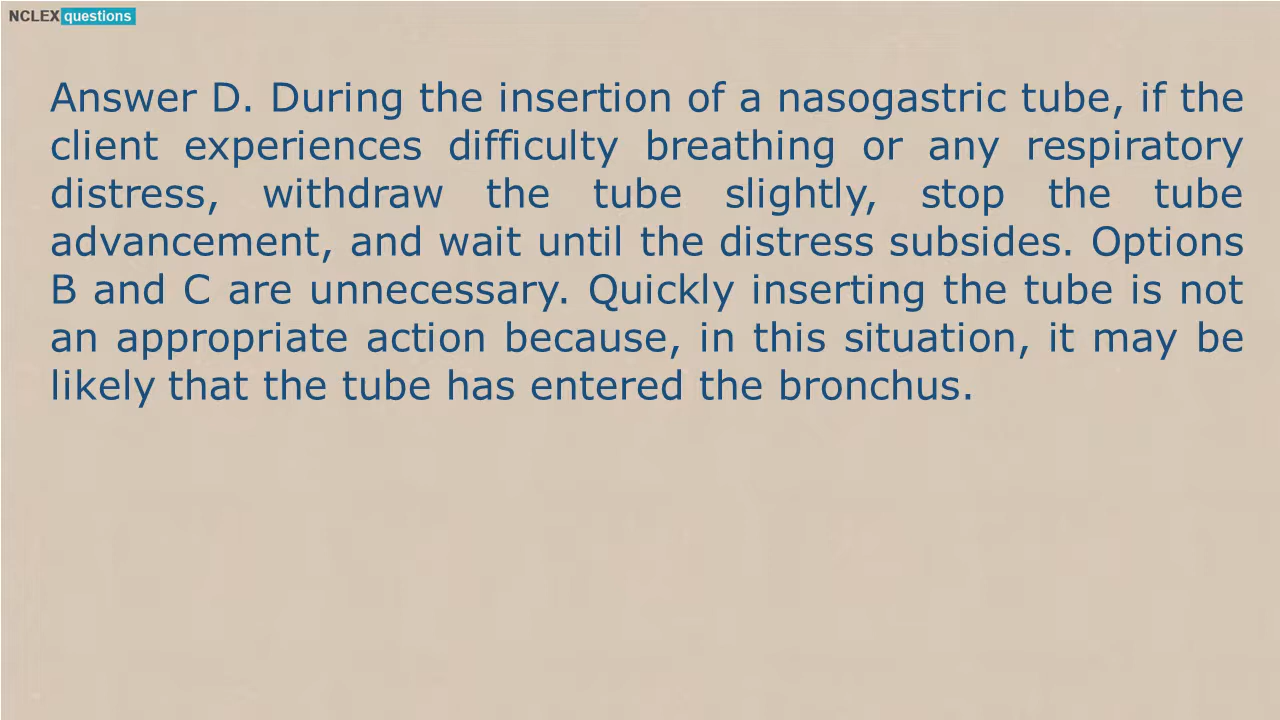 NCLEX questions
Answer D. During the insertion of a nasogastric tube, if the
client experiences difficulty breathing or any respiratory
distress, withdraw the tube slightly, stop the tube
advancement, and wait until the distress subsides. Options
B and C are unnecessary. Quickly inserting the tube is not
an appropriate action because, in this situation, it may be
likely that the tube has entered the bronchus.